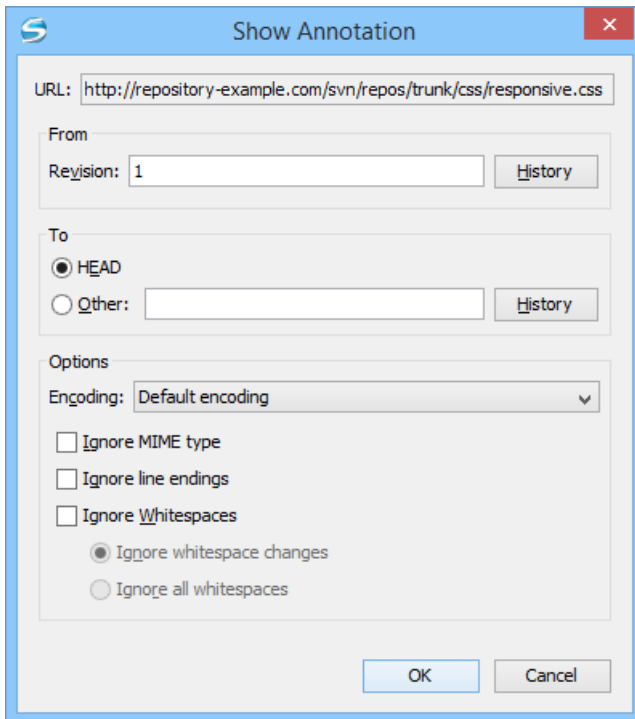 Show Annotation
URL: http://repository-example.com/svn/repos/trunk/css/responsive.css
From
Revision: 1 History
To
HEAD
Other: History
Options
Encoding: Default encoding
Ignore MIME type
Ignore line endings
Ignore Whitespaces
Ignore whitespace changes
Ignore all whitespaces
OK Cancel